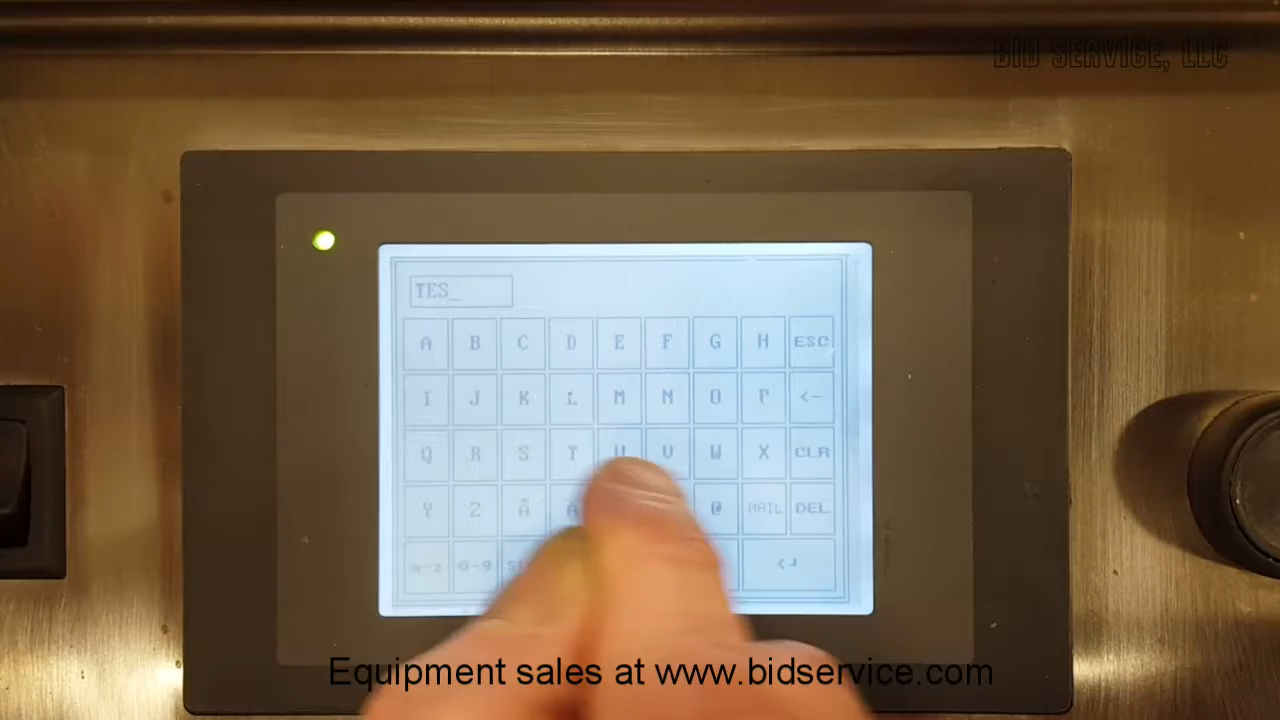 BID SERVICE, LLC
TES_
A B C D E F G H ESC
I J K L M N O P <-
Q R S T U V W X CLR
Y Z Ä @ MAIL DEL
a-z 0-9
Equipment sales at www.bidservice.com